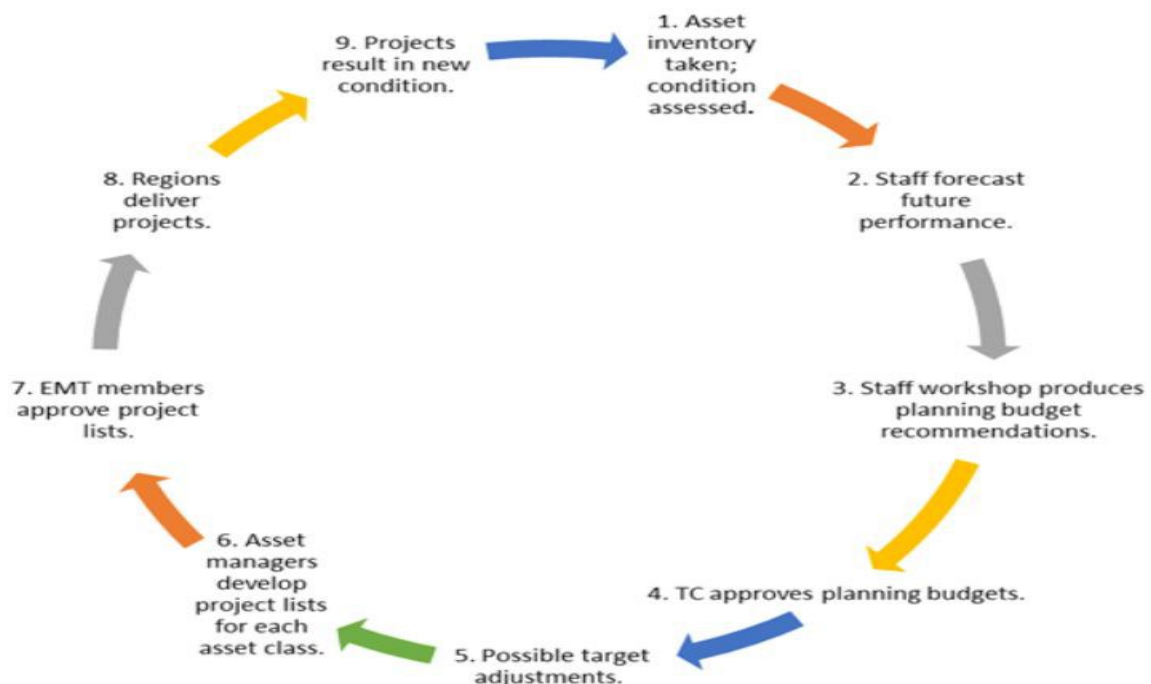 1. Asset
inventory
taken;
condition
assessed.
2. Staff forecast
future
performance.
3. Staff workshop produces
planning budget
recommendations.
4. TC approves planning budgets.
5. Possible target
adjustments.
6. Asset
managers
develop
project lists
for each
asset class.
7. EMT members
approve project
lists.
8. Regions
deliver
projects.
9. Projects
result in new
condition.